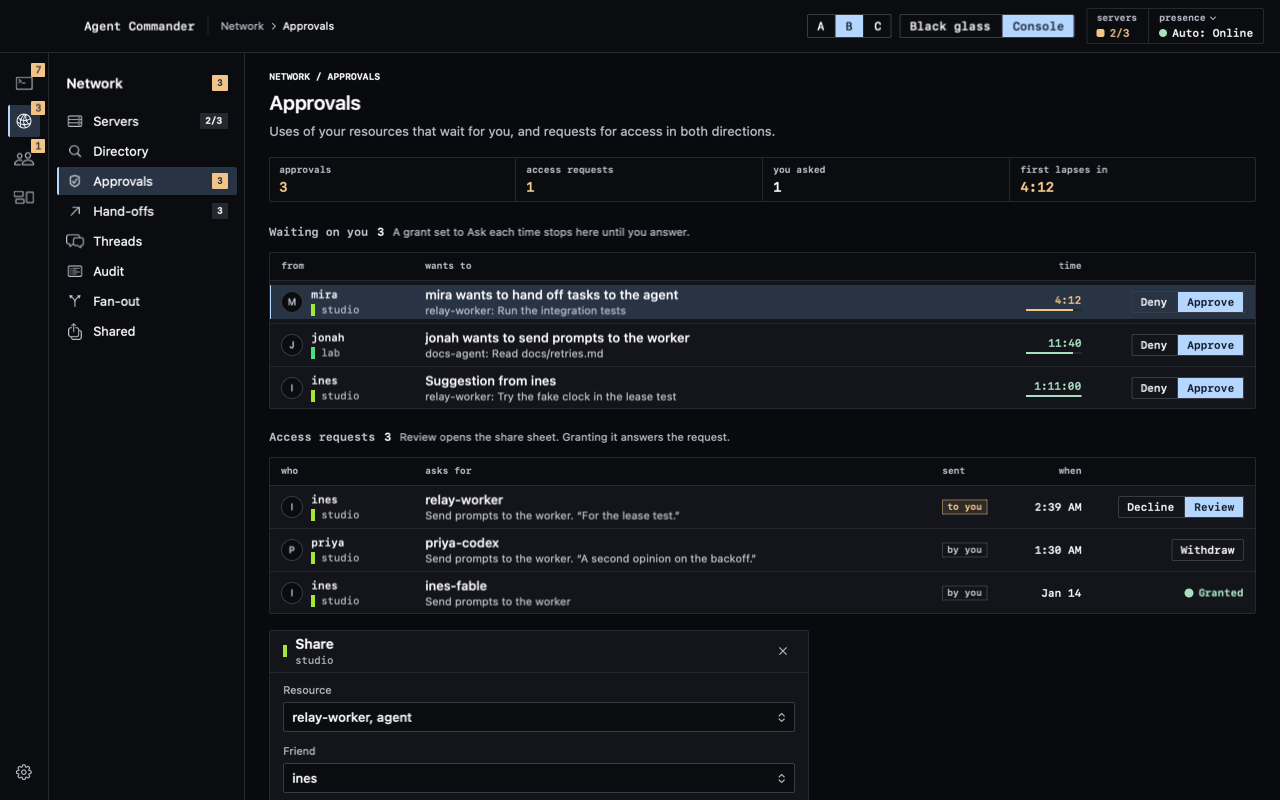 Agent Commander
Network > Approvals
A B C
Black glass Console
servers
2/3
presence
Auto: Online
7
3
1
Network 3
Servers 2/3
Directory
Approvals 3
Hand-offs 3
Threads
Audit
Fan-out
Shared
NETWORK / APPROVALS
Approvals
Uses of your resources that wait for you, and requests for access in both directions.
approvals
3
access requests
1
you asked
1
first lapses in
4:12
Waiting on you 3 A grant set to Ask each time stops here until you answer.
from wants to time
M mira
studio
mira wants to hand off tasks to the agent
relay-worker: Run the integration tests
4:12
Deny Approve
J jonah
lab
jonah wants to send prompts to the worker
docs-agent: Read docs/retries.md
11:40
Deny Approve
I ines
studio
Suggestion from ines
relay-worker: Try the fake clock in the lease test
1:11:00
Deny Approve
Access requests 3 Review opens the share sheet. Granting it answers the request.
who asks for sent when
I ines
studio
relay-worker
Send prompts to the worker. “For the lease test.”
to you
2:39 AM
Decline Review
P priya
studio
priya-codex
Send prompts to the worker. “A second opinion on the backoff.”
by you
1:30 AM
Withdraw
I ines
studio
ines-fable
Send prompts to the worker
by you
Jan 14
Granted
Share
studio
Resource
relay-worker, agent
Friend
ines